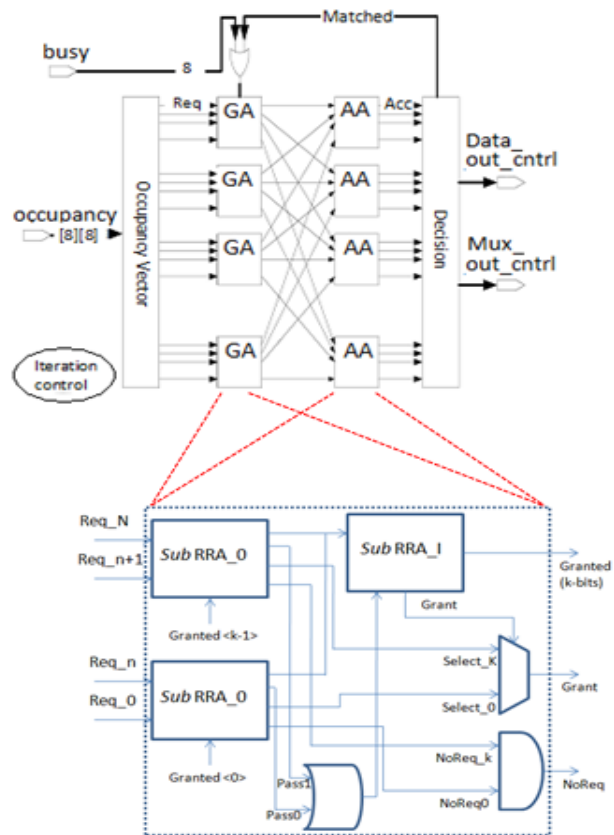 Matched
busy
8
Req
GA
AA
Acc
Data_
out_cntrl
GA
AA
occupancy
[8][8]
Occupancy Vector
Decision
GA
AA
Mux_
out_cntrl
GA
AA
Iteration
control
Req_N
Req_n+1
Sub RRA_0
Sub RRA_I
Granted
(k-bits)
Granted <k-1>
Grant
Req_n
Req_0
Sub RRA_0
Select_K
Select_0
Grant
Granted <0>
Pass1
Pass0
NoReq_k
NoReq0
NoReq